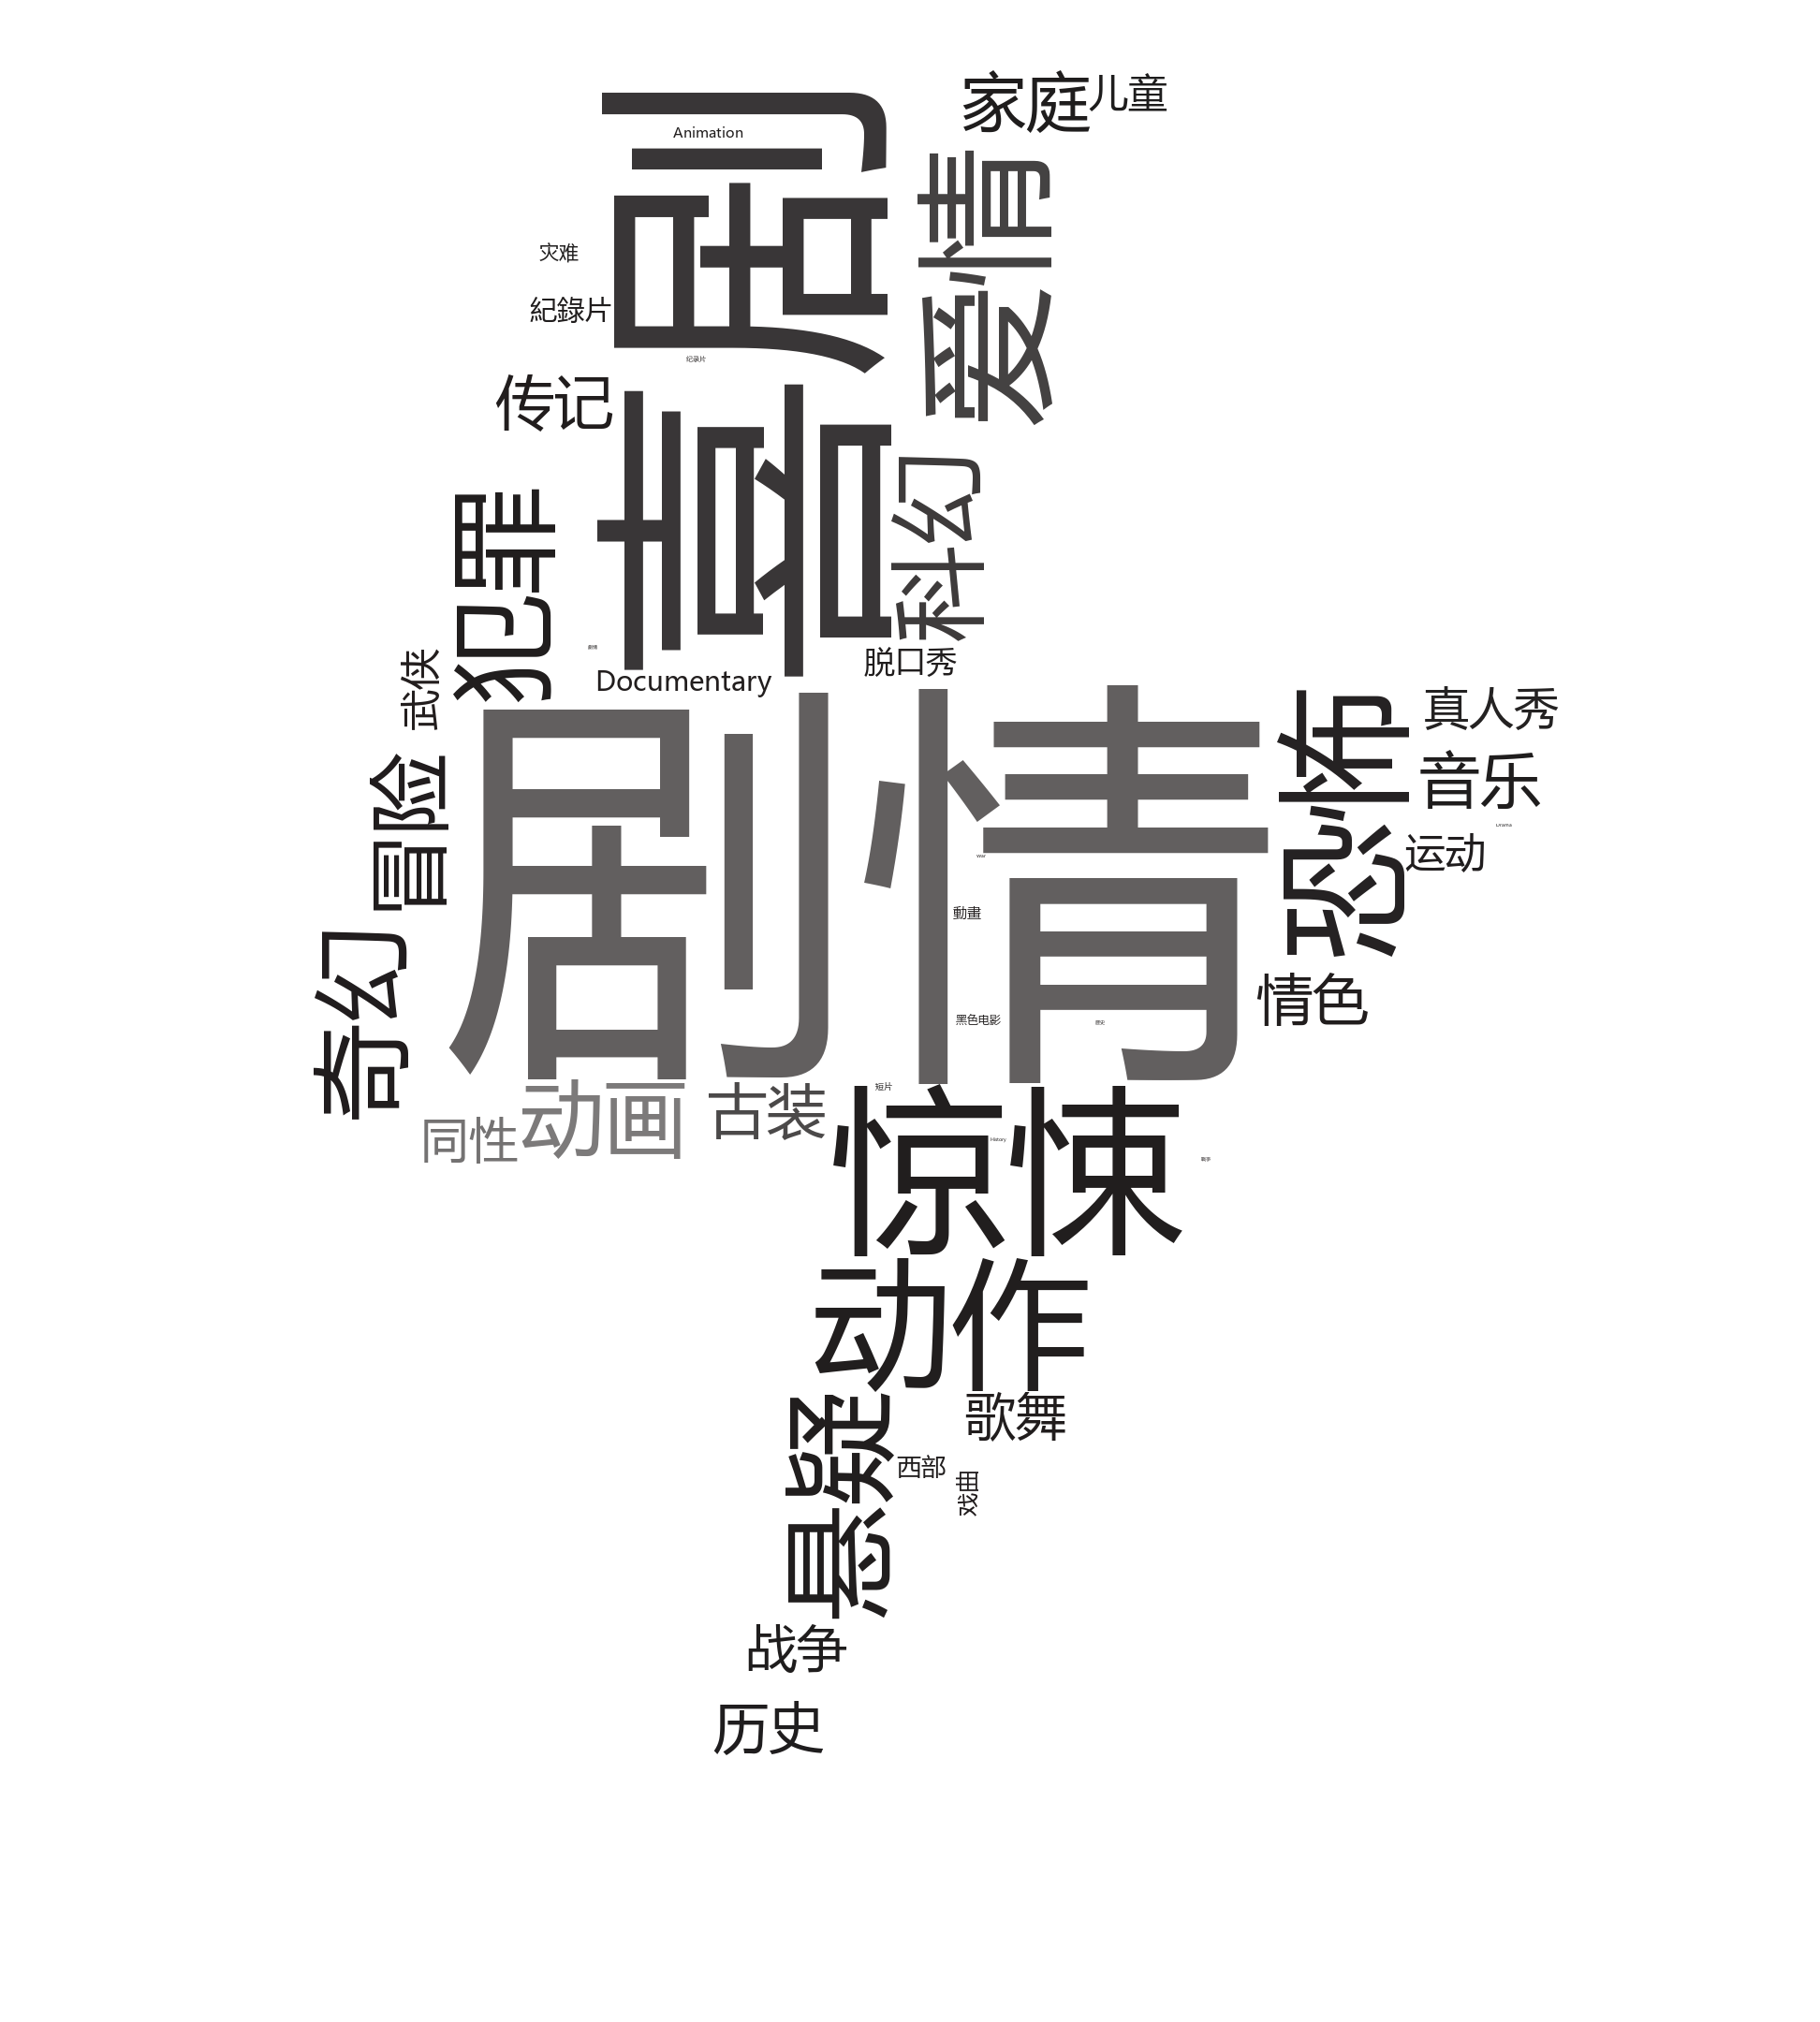 家庭
儿童
Animation
喜剧
爱情
灾难
紀錄片
纪录片
传记
科幻
犯罪
脱口秀
Documentary
武侠
剧情
恐怖
真人秀
音乐
运动
冒险
動畫
奇幻
情色
黑色电影
歷史
短片
古装
动画
同性
惊悚
History
动作
歌舞
悬疑
西部
戏曲
战争
历史